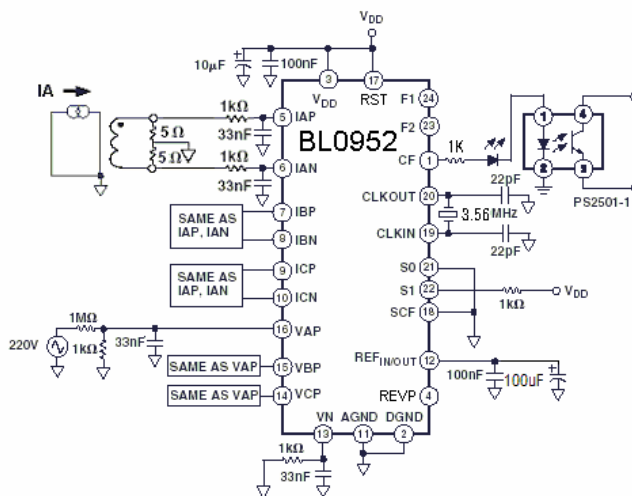 VDD
10μF
100nF
3
17
VDD
RST
F1
24
IA
1kΩ
5
IAP
BL0952
F2
23
1
4
5 Ω
33nF
1K
CF
1
5 Ω
1kΩ
6
IAN
2
3
33nF
CLKOUT
20
22pF
PS2501-1
3.56
MHz
SAME AS
IAP, IAN
7
IBP
8
IBN
CLKIN
19
22pF
SAME AS
IAP, IAN
9
ICP
10
ICN
S0
21
S1
22
1kΩ
VDD
SCF
18
1MΩ
220V
1kΩ
33nF
16
VAP
REFIN/OUT
12
100nF
100uF
SAME AS VAP
15
VBP
SAME AS VAP
14
VCP
REVP
4
VN
AGND
DGND
13
11
2
1kΩ
33nF